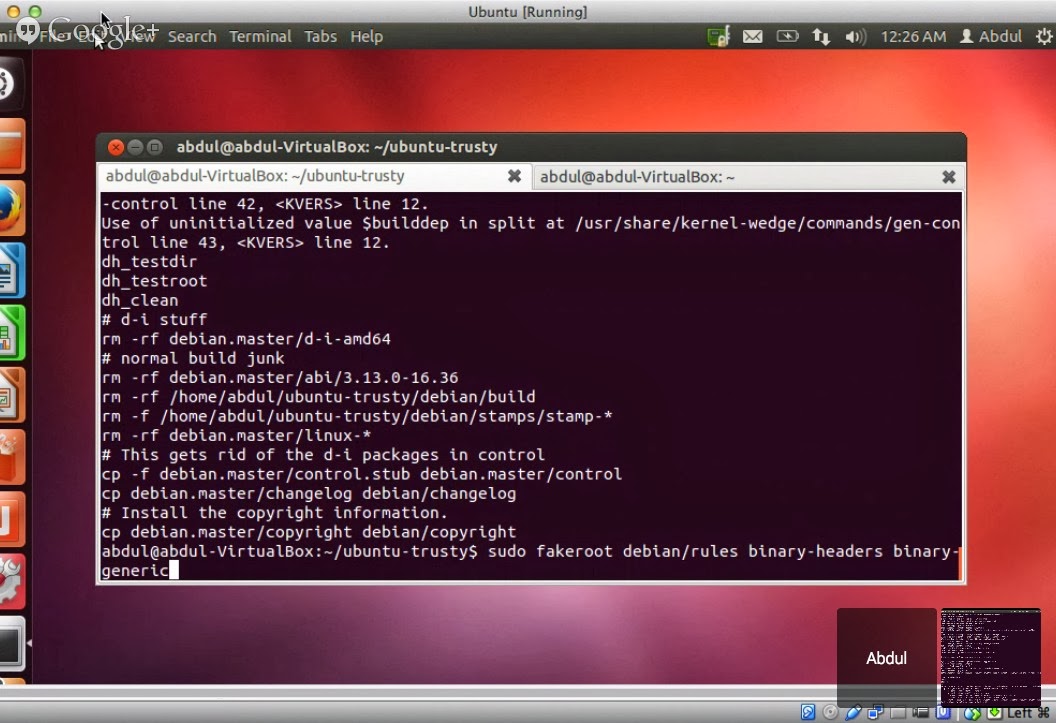 Ubuntu [Running]
Google+
File Edit View Search Terminal Tabs Help
12:26 AM Abdul
abdul@abdul-VirtualBox: ~/ubuntu-trusty
abdul@abdul-VirtualBox: ~/ubuntu-trusty abdul@abdul-VirtualBox: ~
-control line 42, <KVERS> line 12.
Use of uninitialized value $builddep in split at /usr/share/kernel-wedge/commands/gen-con
trol line 43, <KVERS> line 12.
dh_testdir
dh_testroot
dh_clean
# d-i stuff
rm -rf debian.master/d-i-amd64
# normal build junk
rm -rf debian.master/abi/3.13.0-16.36
rm -rf /home/abdul/ubuntu-trusty/debian/build
rm -f /home/abdul/ubuntu-trusty/debian/stamps/stamp-*
rm -rf debian.master/linux-*
# This gets rid of the d-i packages in control
cp -f debian.master/control.stub debian.master/control
cp debian.master/changelog debian/changelog
# Install the copyright information.
cp debian.master/copyright debian/copyright
abdul@abdul-VirtualBox:~/ubuntu-trusty$ sudo fakeroot debian/rules binary-headers binary-
generic
Abdul
Left ⌘